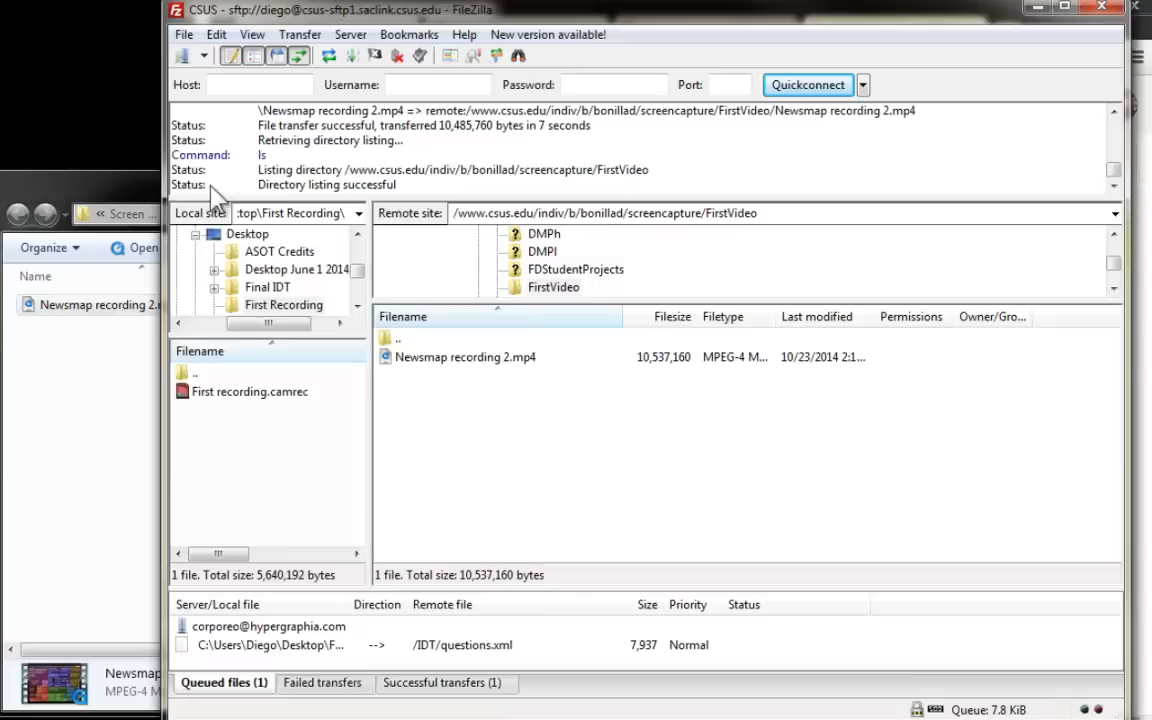 CSUS - sftp://diego@csus-sftp1.saclink.csus.edu - FileZilla
File Edit View Transfer Server Bookmarks Help New version available!
Host: Username: Password: Port: Quickconnect
\Newsmap recording 2.mp4 => remote:/www.csus.edu/indiv/b/bonillad/screencapture/FirstVideo/Newsmap recording 2.mp4
Status: File transfer successful, transferred 10,485,760 bytes in 7 seconds
Status: Retrieving directory listing...
Command: ls
Status: Listing directory /www.csus.edu/indiv/b/bonillad/screencapture/FirstVideo
Status: Directory listing successful
« Screen ...
Local site: :top\First Recording\ Remote site: /www.csus.edu/indiv/b/bonillad/screencapture/FirstVideo
Organize Open
Name
Newsmap recording 2.m
Desktop
ASOT Credits
Desktop June 1 2014
Final IDT
First Recording
DMPh
DMPI
FDStudentProjects
FirstVideo
Filename
..
First recording.camrec
Filename Filesize Filetype Last modified Permissions Owner/Gro...
..
Newsmap recording 2.mp4 10,537,160 MPEG-4 M... 10/23/2014 2:1...
1 file. Total size: 5,640,192 bytes 1 file. Total size: 10,537,160 bytes
Server/Local file Direction Remote file Size Priority Status
corporeo@hypergraphia.com
C:\Users\Diego\Desktop\F... --> /IDT/questions.xml 7,937 Normal
Newsmap
MPEG-4 M
Queued files (1) Failed transfers Successful transfers (1)
Queue: 7.8 KiB